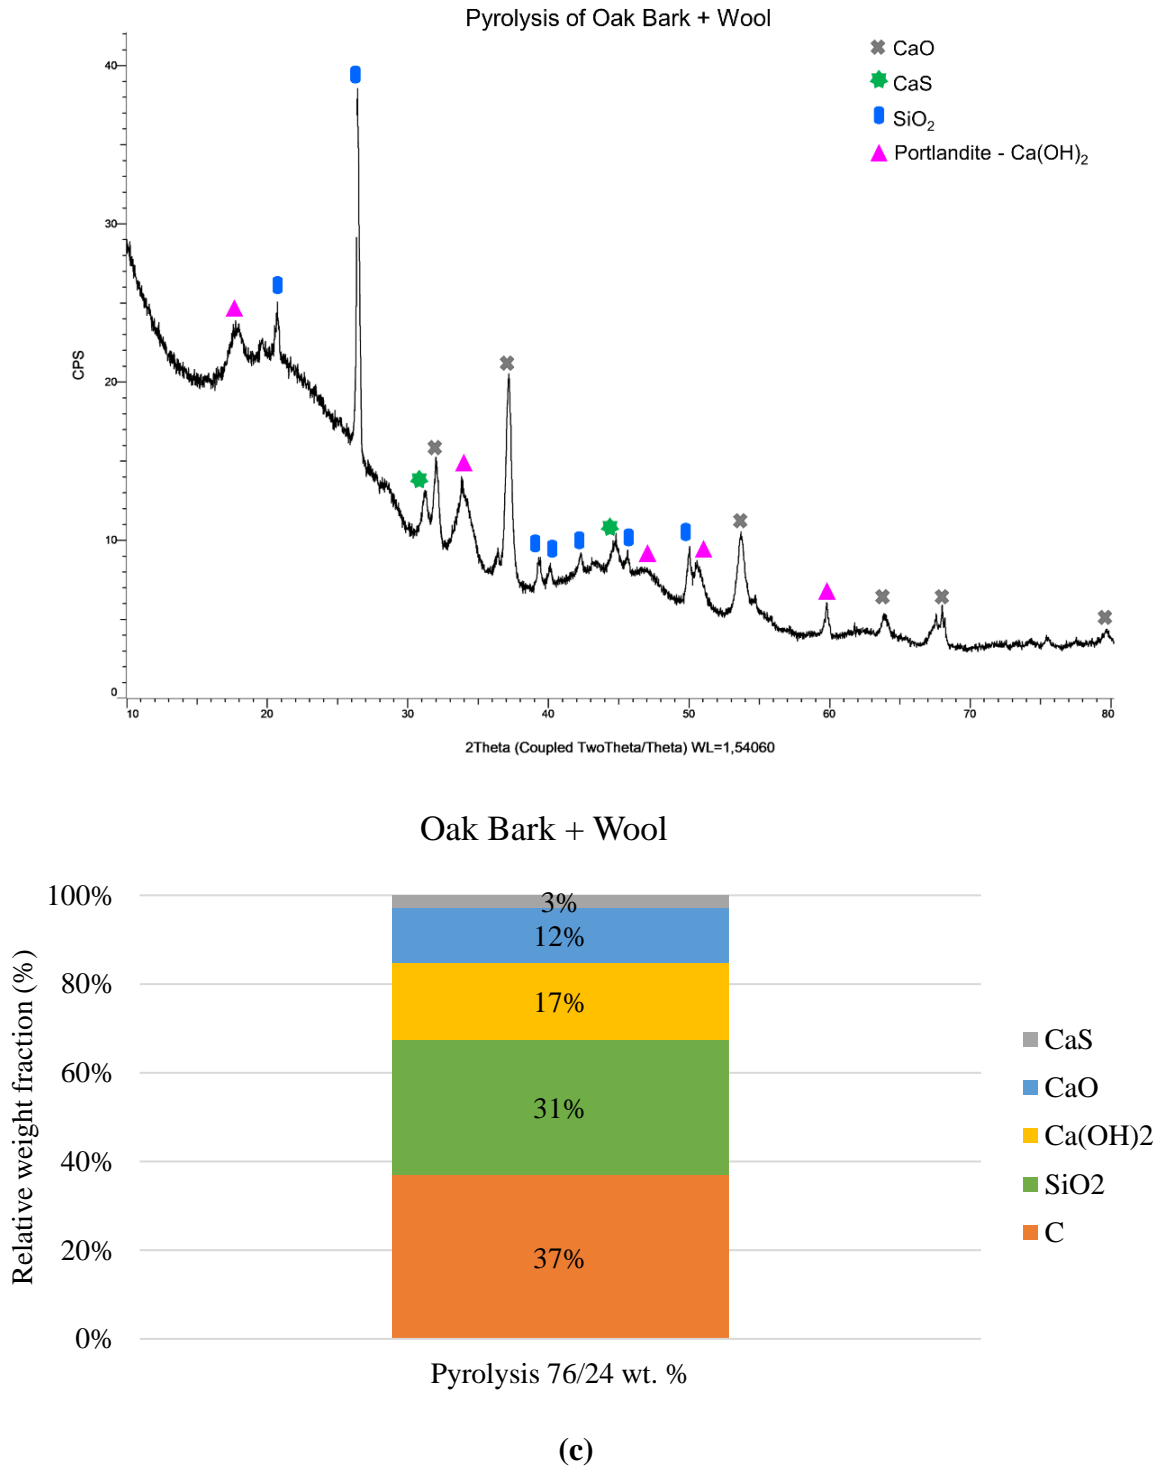 Pyrolysis of Oak Bark + Wool
CaO
CaS
SiO₂
Portlandite - Ca(OH)₂
40
30
20
10
0
CPS
10 20 30 40 50 60 70 80
2Theta (Coupled TwoTheta/Theta) WL=1,54060
Oak Bark + Wool
100%
80%
60%
40%
20%
0%
Relative weight fraction (%)
3%
12%
17%
31%
37%
CaS
CaO
Ca(OH)2
SiO2
C
Pyrolysis 76/24 wt. %
(c)